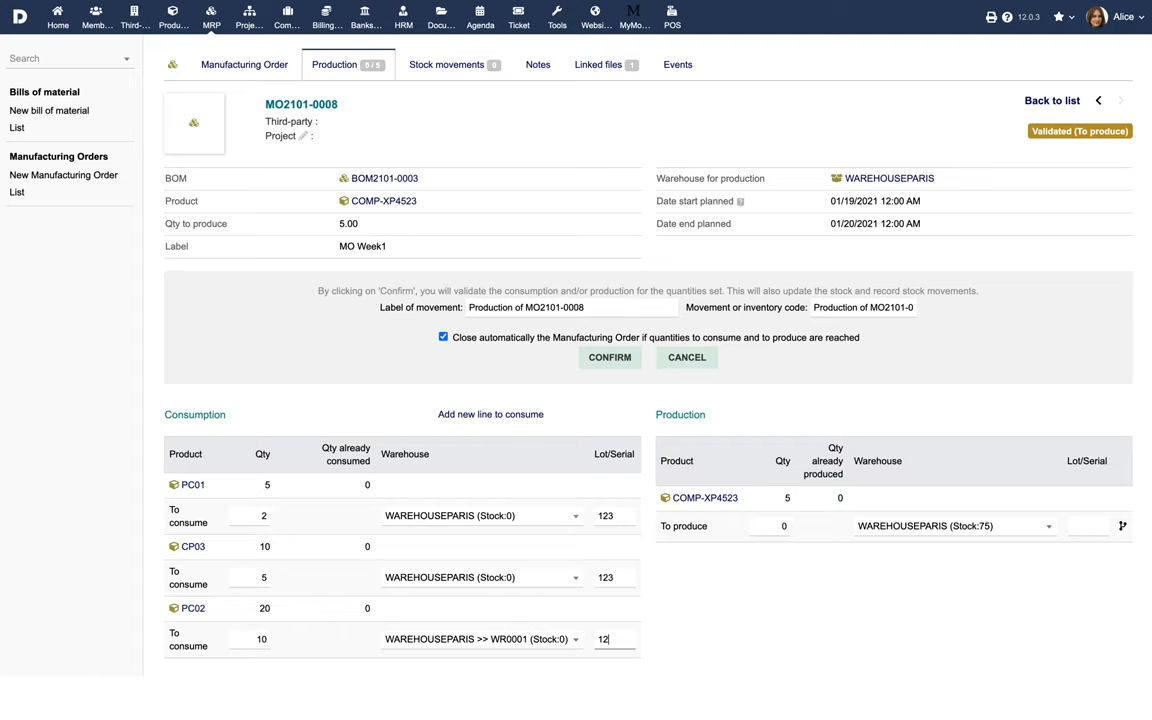 D
Home
Memb...
Third-...
Produ...
MRP
Proje...
Com...
Billing...
Banks...
HRM
Docu...
Agenda
Ticket
Tools
Websi...
M
MyMo...
POS
? 12.0.3
Alice
Search
Bills of material
New bill of material
List
Manufacturing Orders
New Manufacturing Order
List
Manufacturing Order
Production 0 / 5
Stock movements 0
Notes
Linked files 1
Events
MO2101-0008
Third-party :
Project :
Back to list
Validated (To produce)
BOM BOM2101-0003
Product COMP-XP4523
Qty to produce 5.00
Label MO Week1
Warehouse for production WAREHOUSEPARIS
Date start planned 01/19/2021 12:00 AM
Date end planned 01/20/2021 12:00 AM
By clicking on 'Confirm', you will validate the consumption and/or production for the quantities set. This will also update the stock and record stock movements.
Label of movement: Production of MO2101-0008 Movement or inventory code: Production of MO2101-0
Close automatically the Manufacturing Order if quantities to consume and to produce are reached
CONFIRM CANCEL
Consumption Add new line to consume
Product Qty Qty already consumed Warehouse Lot/Serial
PC01 5 0
To consume 2 WAREHOUSEPARIS (Stock:0) 123
CP03 10 0
To consume 5 WAREHOUSEPARIS (Stock:0) 123
PC02 20 0
To consume 10 WAREHOUSEPARIS >> WR0001 (Stock:0) 12
Production
Product Qty Qty already produced Warehouse Lot/Serial
COMP-XP4523 5 0
To produce 0 WAREHOUSEPARIS (Stock:75)